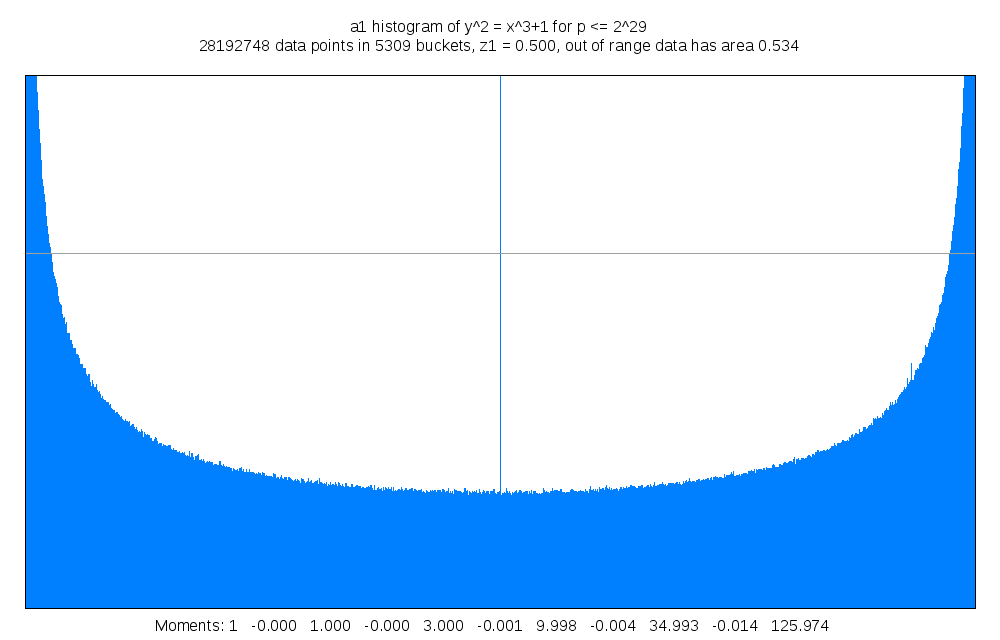 a1 histogram of y^2 = x^3+1 for p <= 2^29
28192748 data points in 5309 buckets, z1 = 0.500, out of range data has area 0.534
Moments: 1 -0.000 1.000 -0.000 3.000 -0.001 9.998 -0.004 34.993 -0.014 125.974